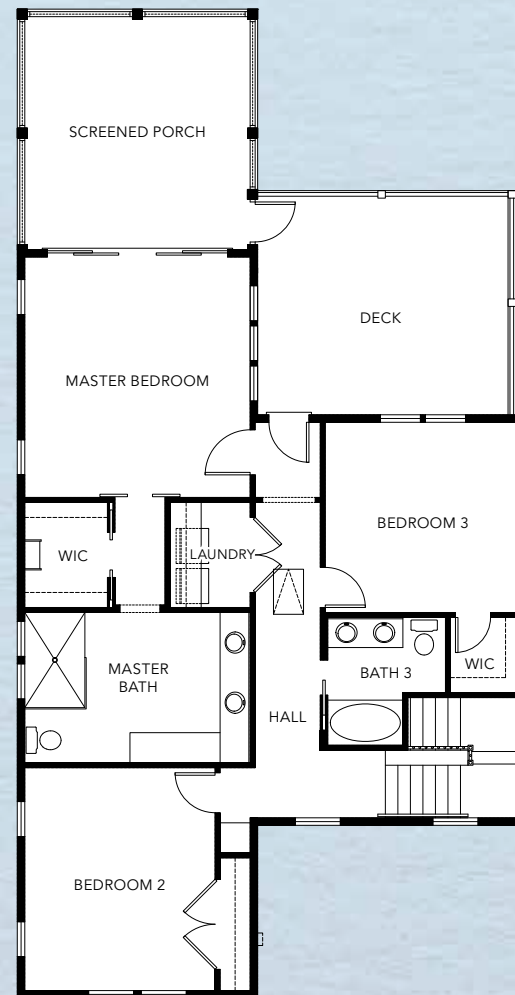 SCREENED PORCH
DECK
MASTER BEDROOM
BEDROOM 3
WIC
LAUNDRY
MASTER
BATH
BATH 3
WIC
HALL
BEDROOM 2